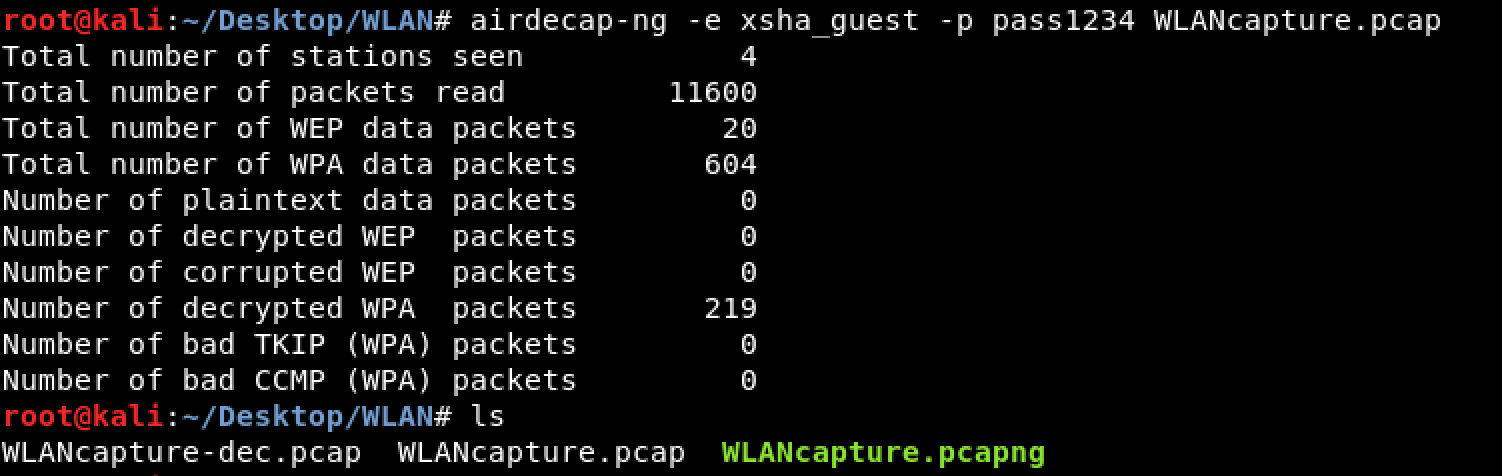 root@kali:~/Desktop/WLAN# airdecap-ng -e xsha_guest -p pass1234 WLANcapture.pcap
Total number of stations seen            4
Total number of packets read         11600
Total number of WEP data packets        20
Total number of WPA data packets       604
Number of plaintext data packets         0
Number of decrypted WEP  packets         0
Number of corrupted WEP  packets         0
Number of decrypted WPA  packets       219
Number of bad TKIP (WPA) packets         0
Number of bad CCMP (WPA) packets         0
root@kali:~/Desktop/WLAN# ls
WLANcapture-dec.pcap  WLANcapture.pcap  WLANcapture.pcapng